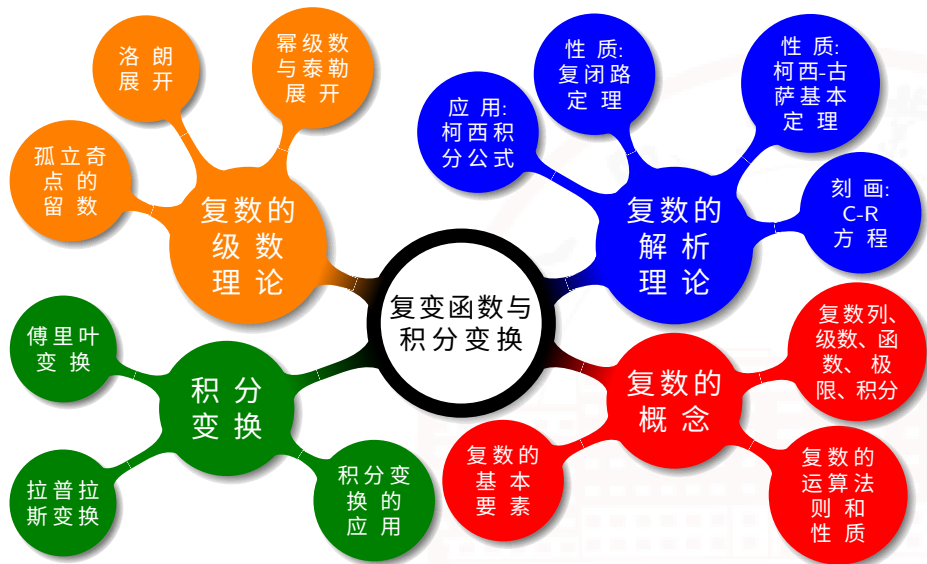 洛朗
展开
幂级数
与泰勒
展开
孤立奇
点的
留数
复数的
级数
理论
性质:
复闭路
定理
性质:
柯西-古
萨基本
定理
应用:
柯西积
分公式
刻画:
C-R
方程
复数的
解析
理论
复变函数与
积分变换
傅里叶
变换
积分
变换
拉普拉
斯变换
积分变
换的
应用
复数的
概念
复数列、
级数、函
数、极
限、积分
复数的
基本
要素
复数的
运算法
则和
性质